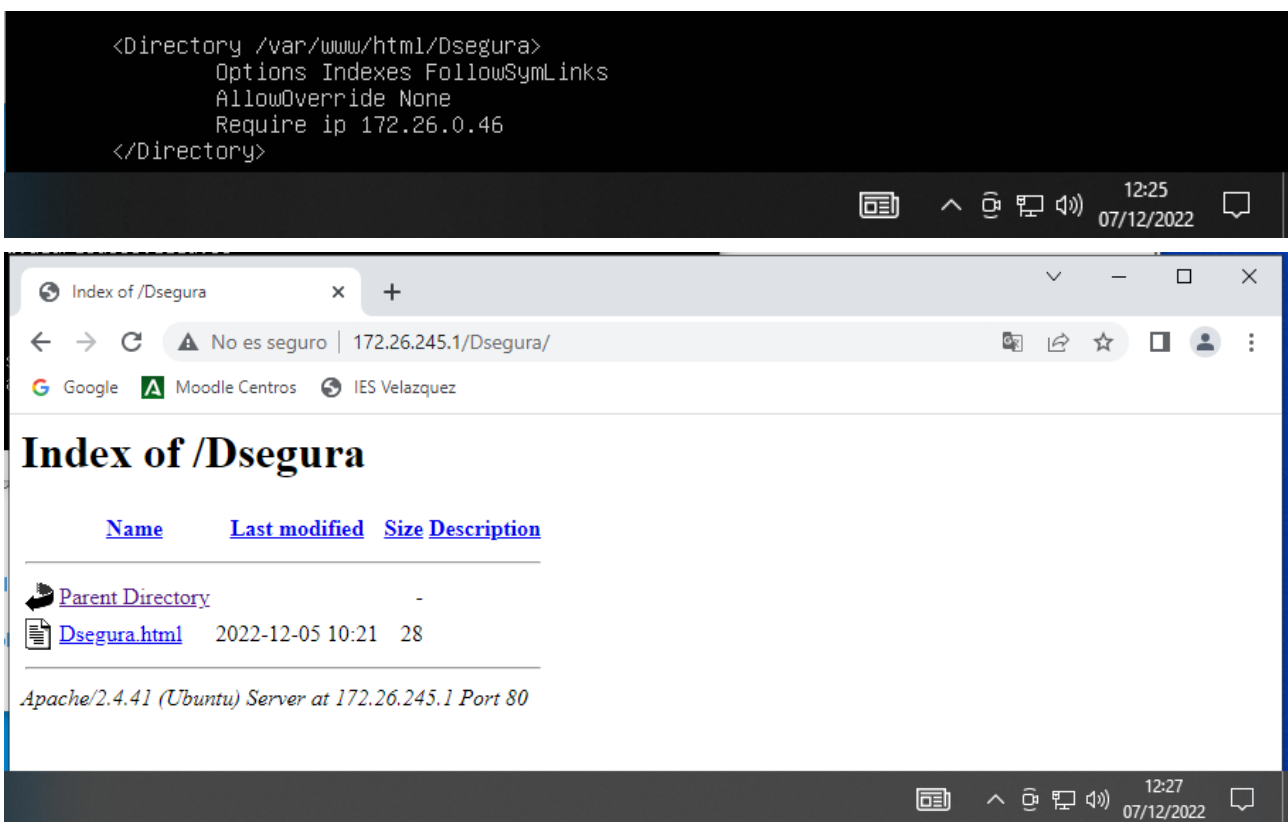 <Directory /var/www/html/Dsegura>
Options Indexes FollowSymLinks
AllowOverride None
Require ip 172.26.0.46
</Directory>
12:25
07/12/2022
Index of /Dsegura
No es seguro | 172.26.245.1/Dsegura/
Google Moodle Centros IES Velazquez
Index of /Dsegura
Name Last modified Size Description
Parent Directory -
Dsegura.html 2022-12-05 10:21 28
Apache/2.4.41 (Ubuntu) Server at 172.26.245.1 Port 80
12:27
07/12/2022